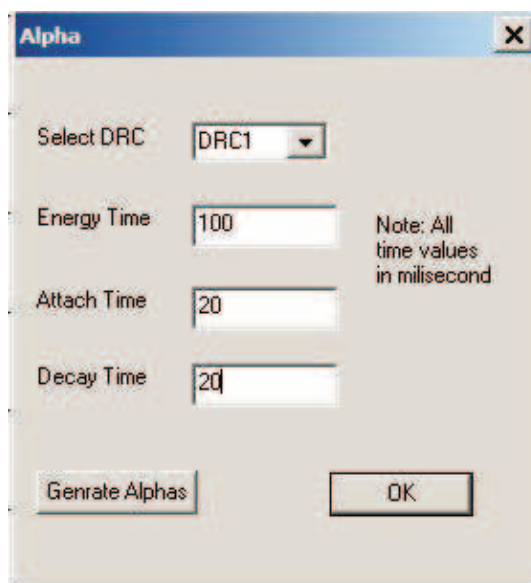 Alpha
Select DRC DRC1
Energy Time 100
Note: All
time values
in milisecond
Attach Time 20
Decay Time 20
Genrate Alphas OK